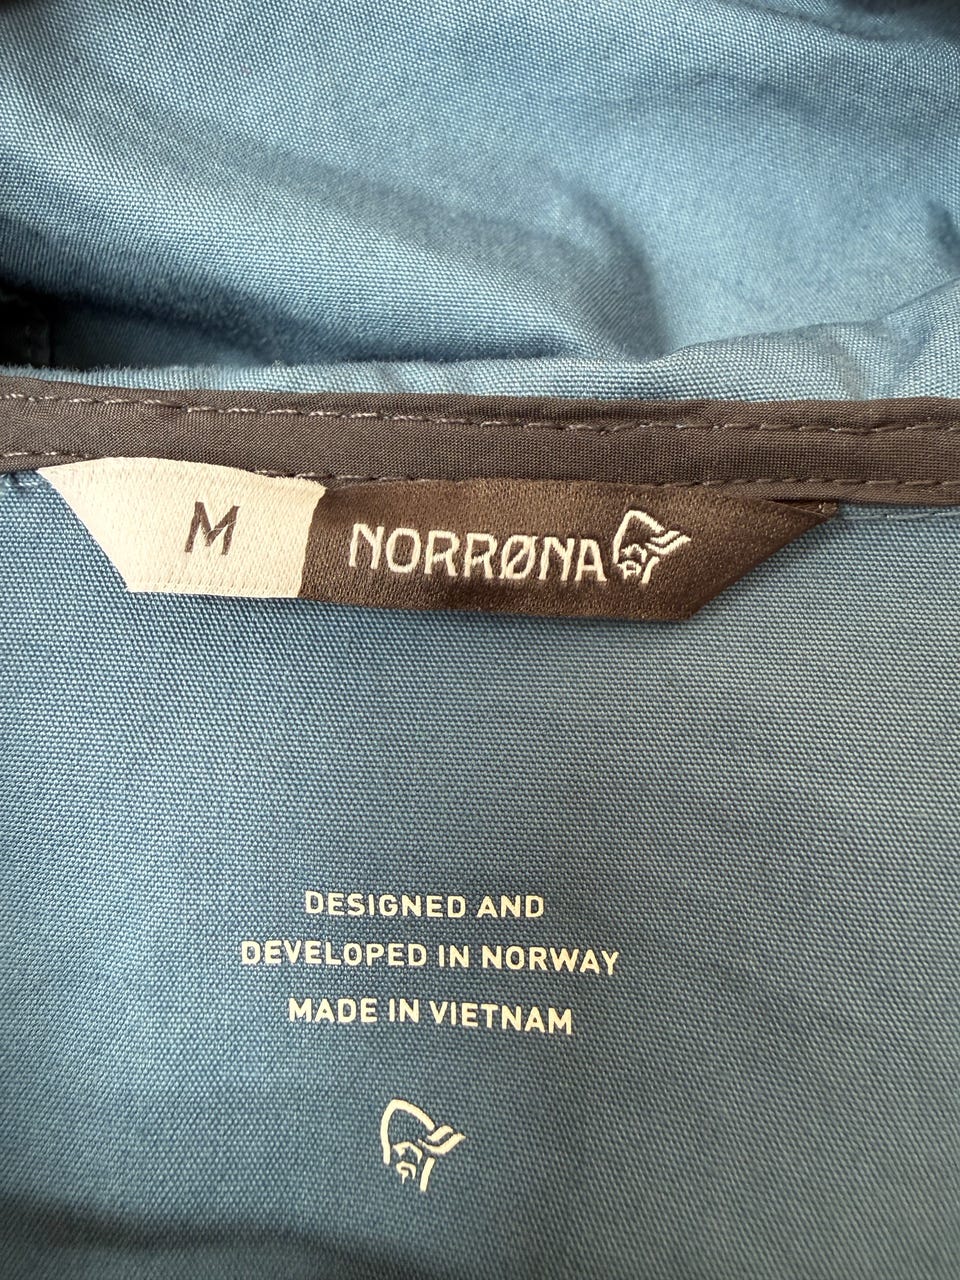 M
NORRØNA
DESIGNED AND
DEVELOPED IN NORWAY
MADE IN VIETNAM